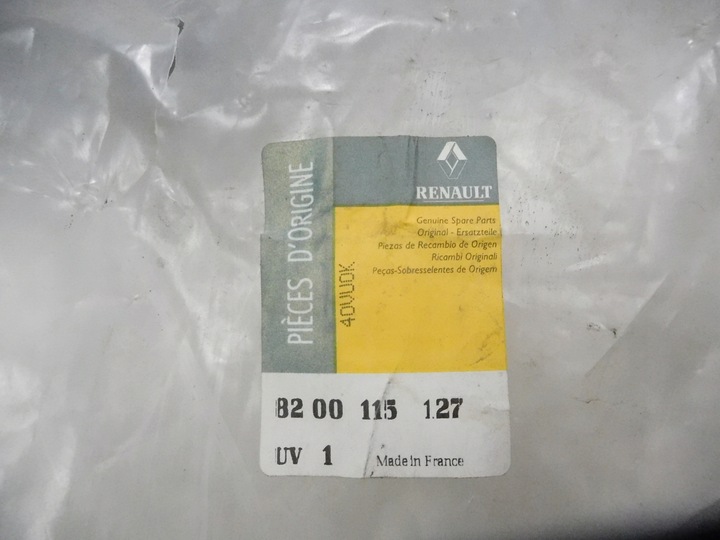 PIÈCES D'ORIGINE
RENAULT
Genuine Spare Parts
Original - Ersatzteile
Piezas de Recambio de Origen
Ricambi Originali
Peças-Sobresselentes de Origem
40VU0K
82 00 115 127
UV 1 Made in France